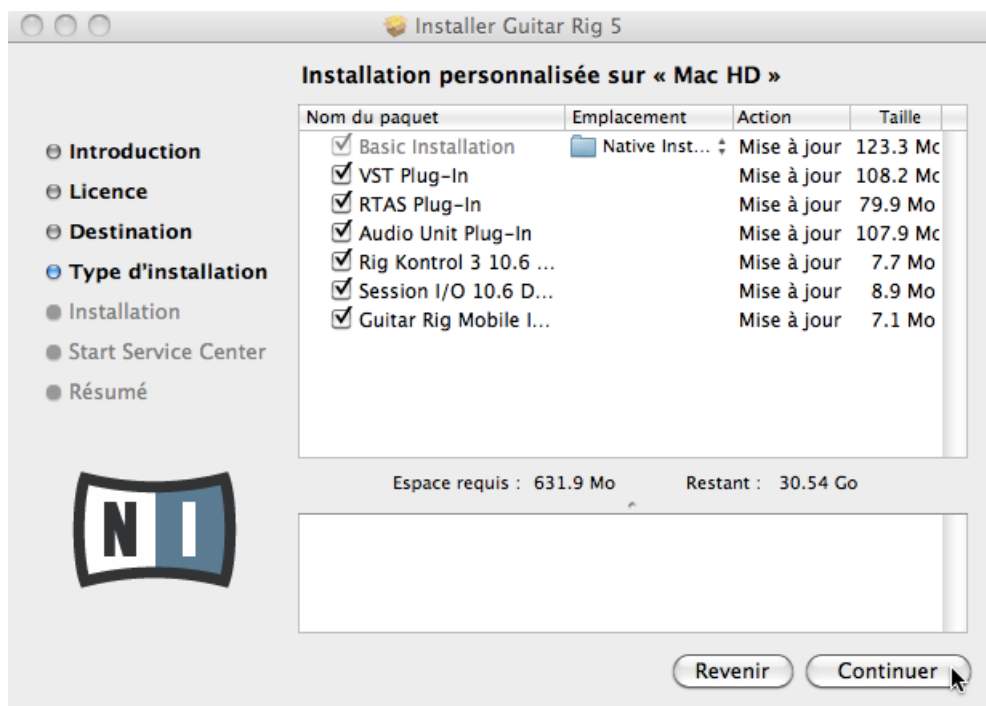 Installer Guitar Rig 5
Installation personnalisée sur « Mac HD »
Introduction
Licence
Destination
Type d'installation
Installation
Start Service Center
Résumé
NI
Nom du paquet Emplacement Action Taille
Basic Installation Native Inst... Mise à jour 123.3 Mo
VST Plug-In Mise à jour 108.2 Mo
RTAS Plug-In Mise à jour 79.9 Mo
Audio Unit Plug-In Mise à jour 107.9 Mo
Rig Kontrol 3 10.6 ... Mise à jour 7.7 Mo
Session I/O 10.6 D... Mise à jour 8.9 Mo
Guitar Rig Mobile I... Mise à jour 7.1 Mo
Espace requis : 631.9 Mo Restant : 30.54 Go
Revenir Continuer